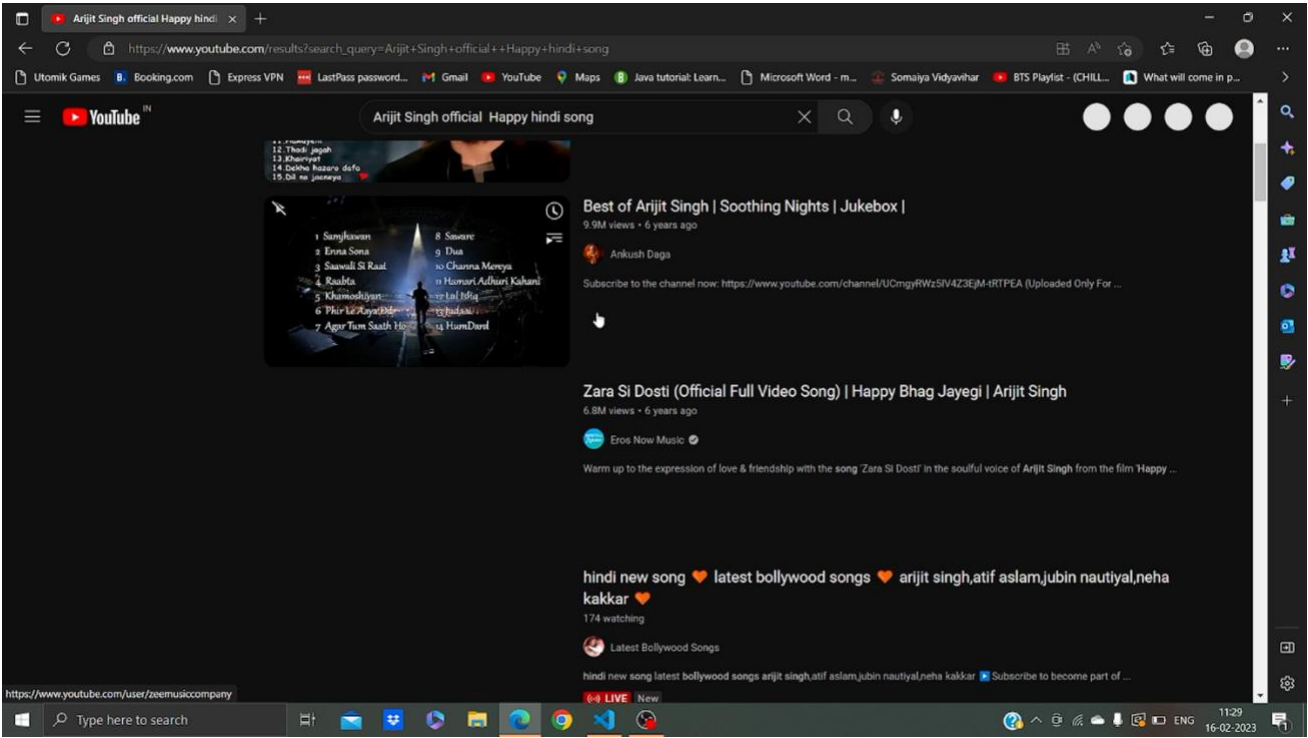 Arijit Singh official Happy hindi
https://www.youtube.com/results?search_query=Arijit+Singh+official++Happy+hindi+song
Utomik Games
Booking.com
Express VPN
LastPass password...
Gmail
YouTube
Maps
Java tutorial: Learn...
Microsoft Word - m...
Somaiya Vidyavihar
BTS Playlist - (CHILL...
What will come in p...
YouTube IN
Arijit Singh official Happy hindi song
12.Thodi jagah
13.Khairiyat
14.Dekha hazaro dafa
15.Dil na jaaneya
1 Samjhawan
2 Enna Sona
3 Saawali Si Raat
4 Raabta
5 Khamoshiyan
6 Phir Le Aaya Dil
7 Agar Tum Saath Ho
8 Saware
9 Dua
10 Channa Mereya
11 Hamari Adhuri Kahani
12 Lal Ishq
13 Judaai
14 HumDard
Best of Arijit Singh | Soothing Nights | Jukebox |
9.9M views • 6 years ago
Ankush Daga
Subscribe to the channel now: https://www.youtube.com/channel/UCmgyRWz5IV4Z3EjM-tRTPEA (Uploaded Only For ...
Zara Si Dosti (Official Full Video Song) | Happy Bhag Jayegi | Arijit Singh
6.8M views • 6 years ago
Eros Now Music
Warm up to the expression of love & friendship with the song 'Zara Si Dosti' in the soulful voice of Arijit Singh from the film 'Happy ...
hindi new song 🧡 latest bollywood songs 🧡 arijit singh,atif aslam,jubin nautiyal,neha
kakkar 🧡
174 watching
Latest Bollywood Songs
hindi new song latest bollywood songs arijit singh,atif aslam,jubin nautiyal,neha kakkar ▶ Subscribe to become part of ...
LIVE New
https://www.youtube.com/user/zeemusiccompany
Type here to search
ENG
11:29
16-02-2023